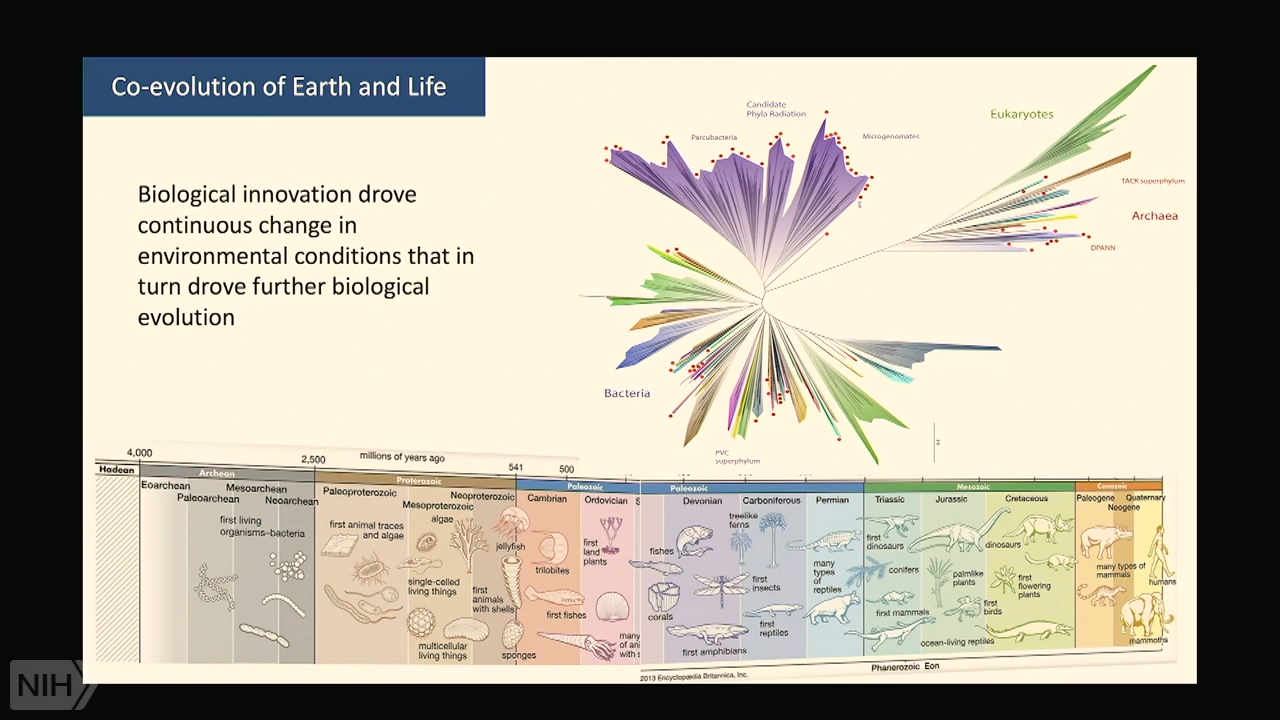 Co-evolution of Earth and Life
Biological innovation drove
continuous change in
environmental conditions that in
turn drove further biological
evolution
Candidate
Phyla Radiation
Parcubacteria
Microgenomates
Eukaryotes
TACK superphylum
Archaea
DPANN
Bacteria
PVC
superphylum
4,000
2,500
millions of years ago
541
500
Hadean
Archean
Proterozoic
Paleozoic
Paleozoic
Mesozoic
Cenozoic
Eoarchean
Paleoarchean
Mesoarchean
Neoarchean
Paleoproterozoic
Mesoproterozoic
Neoproterozoic
Cambrian
Ordovician
S
Devonian
Carboniferous
Permian
Triassic
Jurassic
Cretaceous
Paleogene
Neogene
Quaternary
first living
organisms–bacteria
first animal traces
and algae
algae
single-celled
living things
multicellular
living things
jellyfish
first
animals
with shells
sponges
trilobites
first fishes
first
land
plants
many
of ani
with s
fishes
corals
first amphibians
treelike
ferns
first
insects
first
reptiles
many
types
of
reptiles
first
dinosaurs
conifers
first mammals
palmlike
plants
first
birds
ocean-living reptiles
dinosaurs
first
flowering
plants
many types of
mammals
humans
mammoths
Phanerozoic Eon
2013 Encyclopædia Britannica, Inc.
NIH